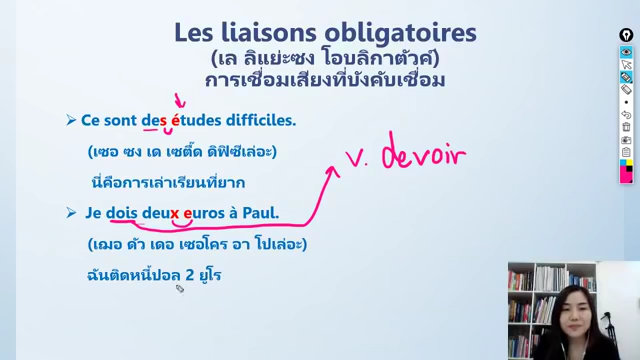 Les liaisons obligatoires
(เล ลิแย่ะซง โอบลิกาตัวค์)
การเชื่อมเสียงที่บังคับเชื่อม
Ce sont des études difficiles.
(เซอ ซง เด เซตื๊ด ดิฟิซีเล่อะ)
นี่คือการเล่าเรียนที่ยาก
v. devoir
Je dois deux euros à Paul.
(เฌอ ดัว เดอ เซอโคร อา โปเล่อะ)
ฉันติดหนี้ปอล 2 ยูโร